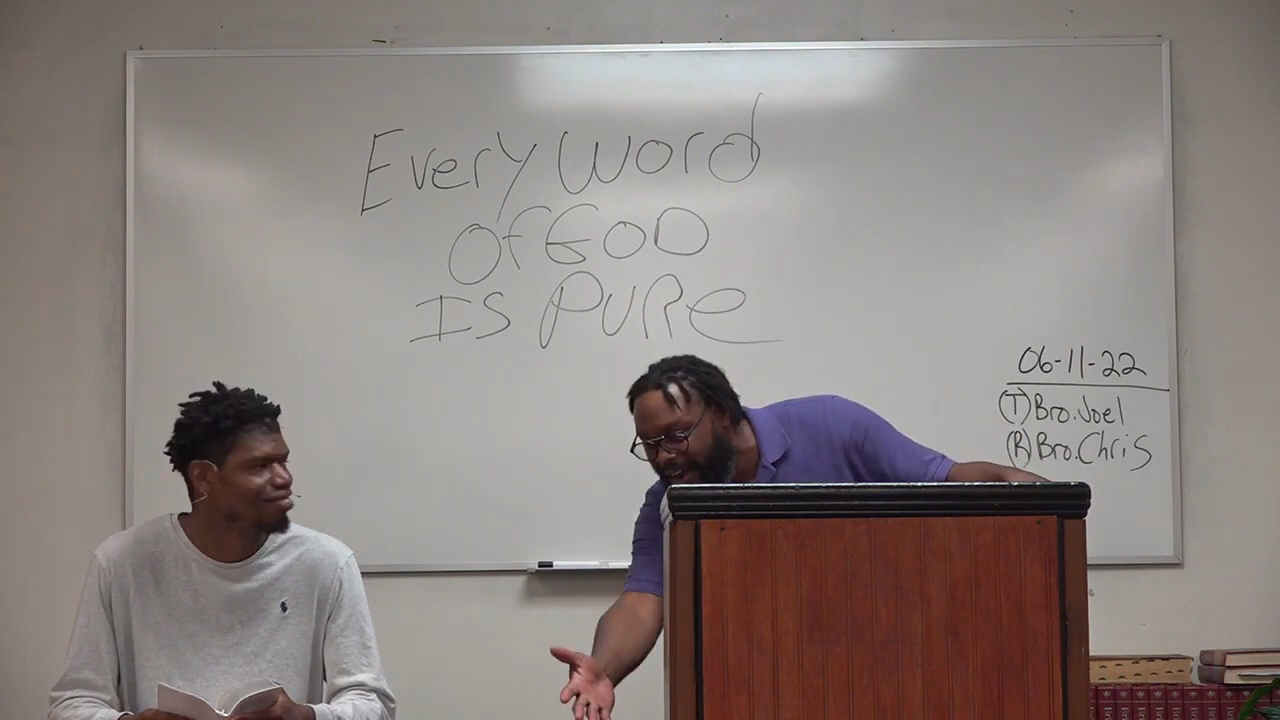 Every Word
Of GOD
IS PURe
06-11-22
(T) Bro. Joel
(R) Bro. Chris